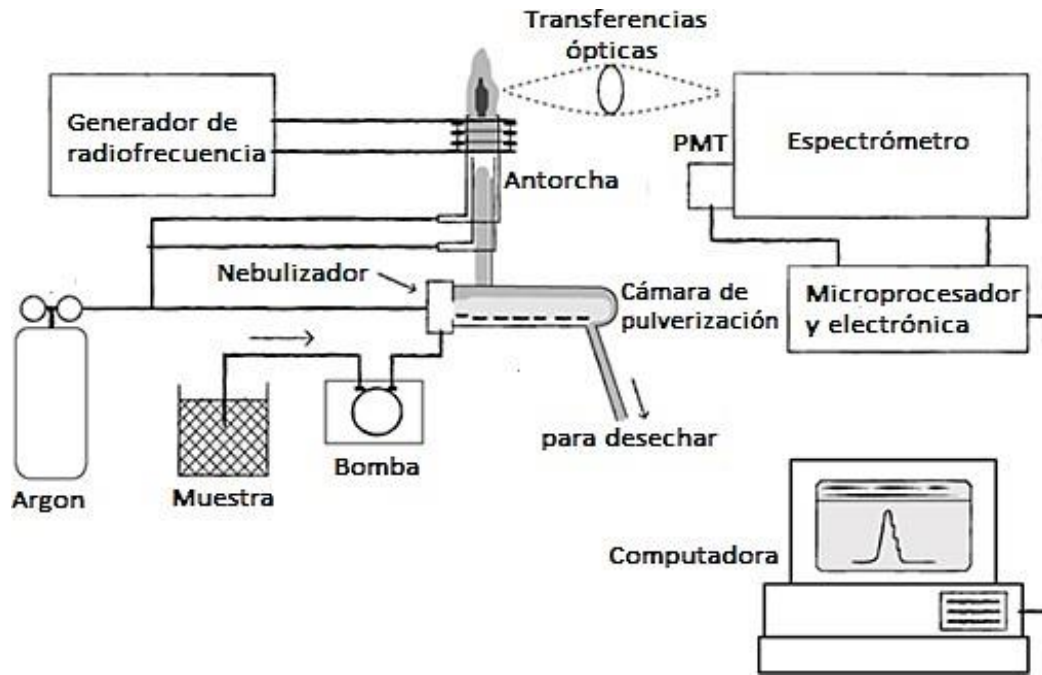 Transferencias
ópticas
Generador de
radiofrecuencia
PMT
Espectrómetro
Antorcha
Nebulizador
Cámara de
pulverización
Microprocesador
y electrónica
para desechar
Bomba
Argon
Muestra
Computadora